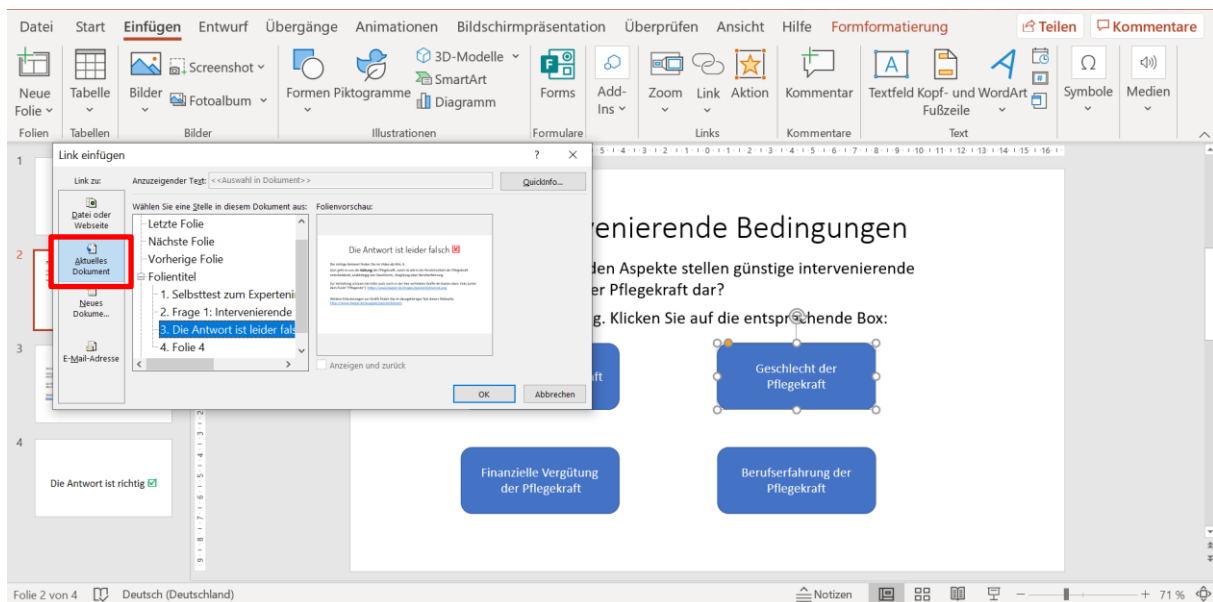 Datei Start Einfügen Entwurf Übergänge Animationen Bildschirmpräsentation Überprüfen Ansicht Hilfe Formformatierung Teilen Kommentare
Neue Folie
Tabelle
Bilder
Screenshot
Fotoalbum
Formen
Piktogramme
3D-Modelle
SmartArt
Diagramm
Forms
Add-Ins
Zoom
Link
Aktion
Kommentar
Textfeld
Kopf- und Fußzeile
WordArt
Symbole
Medien
Folien Tabellen Bilder Illustrationen Formulare Links Kommentare Text
Link einfügen ? ×
Link zu:
Anzuzeigender Text: <<Auswahl in Dokument>>
QuickInfo...
Datei oder Webseite
Aktuelles Dokument
Neues Dokume...
E-Mail-Adresse
Wählen Sie eine Stelle in diesem Dokument aus:
Letzte Folie
Nächste Folie
Vorherige Folie
Folientitel
1. Selbsttest zum Experteni
2. Frage 1: Intervenierende
3. Die Antwort ist leider fals
4. Folie 4
Folienvorschau:
Die Antwort ist leider falsch
Anzeigen und zurück
OK Abbrechen
1
2
3
4
Die Antwort ist richtig
enierende Bedingungen
den Aspekte stellen günstige intervenierende
er Pflegekraft dar?
g. Klicken Sie auf die entsprechende Box:
ft
Geschlecht der
Pflegekraft
Finanzielle Vergütung
der Pflegekraft
Berufserfahrung der
Pflegekraft
Folie 2 von 4 Deutsch (Deutschland) Notizen 71 %